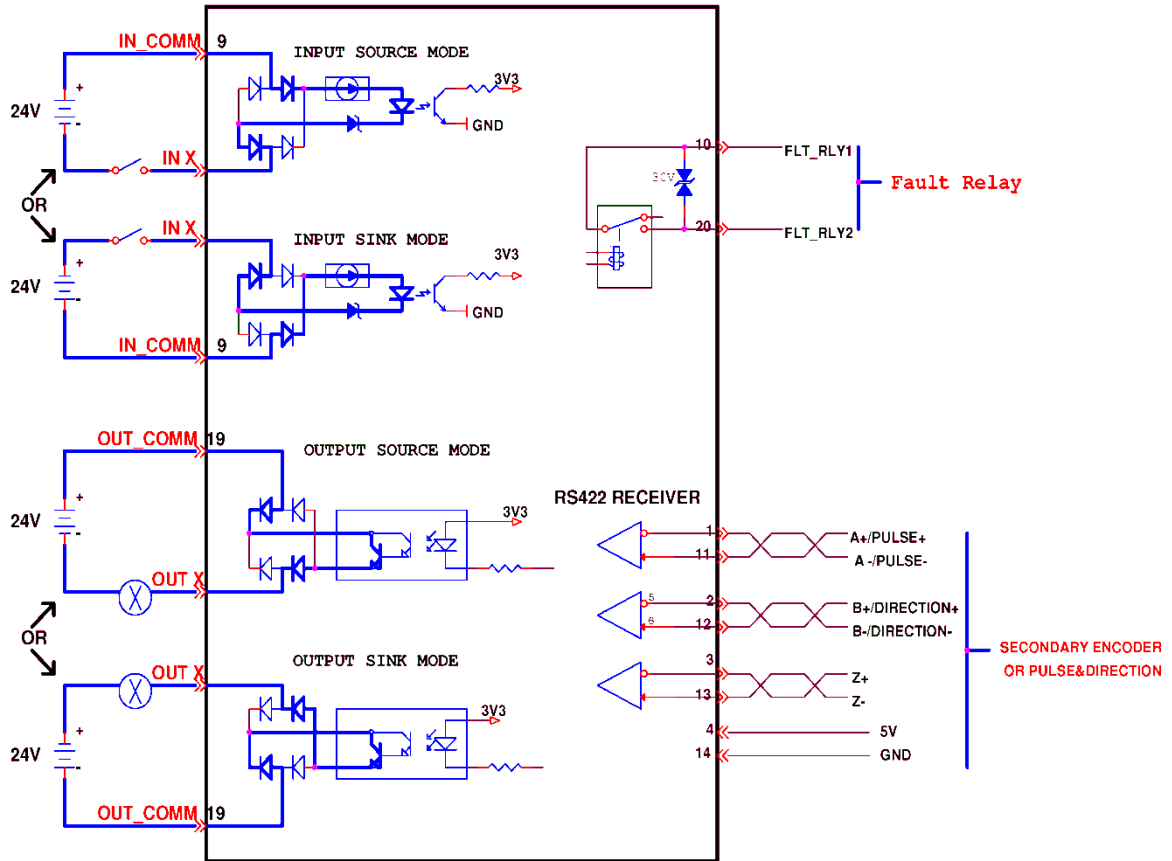 IN_COMM 9
INPUT SOURCE MODE
3V3
+
24V
-
GND
IN X
OR
IN X
INPUT SINK MODE
3V3
+
24V
-
GND
IN_COMM 9
10 FLT_RLY1
Fault Relay
20 FLT_RLY2
OUT_COMM 19
OUTPUT SOURCE MODE
3V3
+
24V
-
OUT X
OR
OUT X
OUTPUT SINK MODE
3V3
+
24V
-
OUT_COMM 19
RS422 RECEIVER
1 A+/PULSE+
11 A-/PULSE-
5 2 B+/DIRECTION+
6 12 B-/DIRECTION-
3 Z+
13 Z-
4 5V
14 GND
SECONDARY ENCODER
OR PULSE&DIRECTION